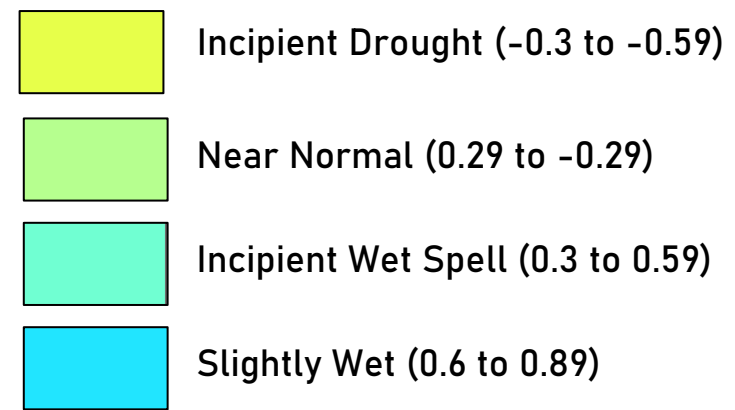 Incipient Drought (-0.3 to -0.59)
Near Normal (0.29 to -0.29)
Incipient Wet Spell (0.3 to 0.59)
Slightly Wet (0.6 to 0.89)